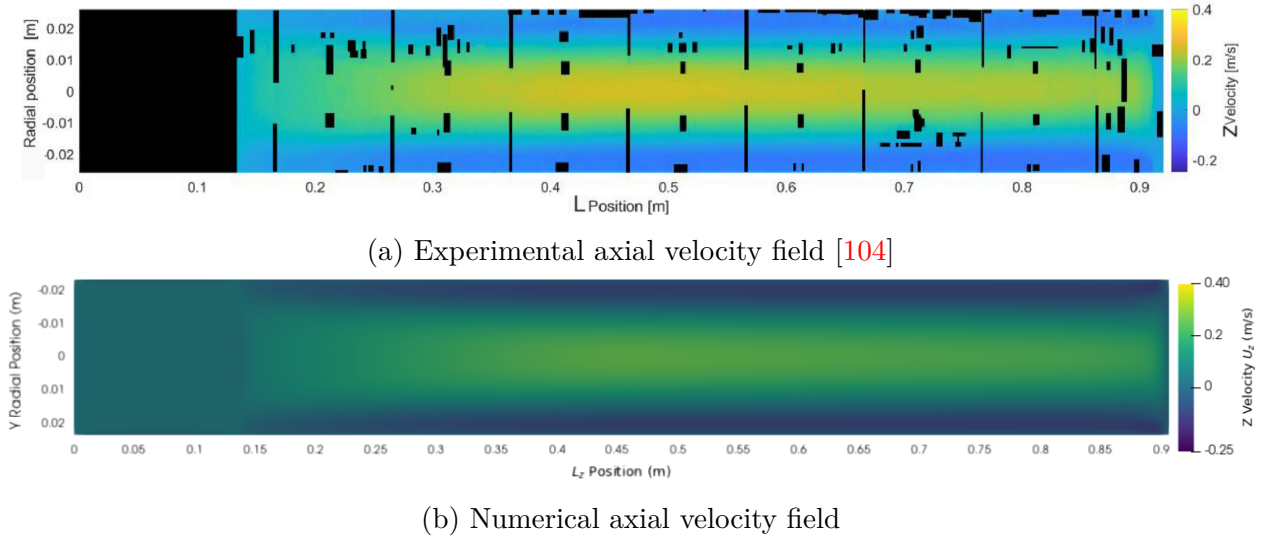 Radial position [m]
0.02
0.01
0
-0.01
-0.02
0 0.1 0.2 0.3 0.4 0.5 0.6 0.7 0.8 0.9
L Position [m]
0.4
0.2
0
-0.2
Z Velocity [m/s]
(a) Experimental axial velocity field [104]
Y Radial Position (m)
-0.02
-0.01
0
0.01
0.02
0 0.05 0.1 0.15 0.2 0.25 0.3 0.35 0.4 0.45 0.5 0.55 0.6 0.65 0.7 0.75 0.8 0.85 0.9
L_z Position (m)
0.40
0.2
0
-0.25
Z Velocity U_z (m/s)
(b) Numerical axial velocity field